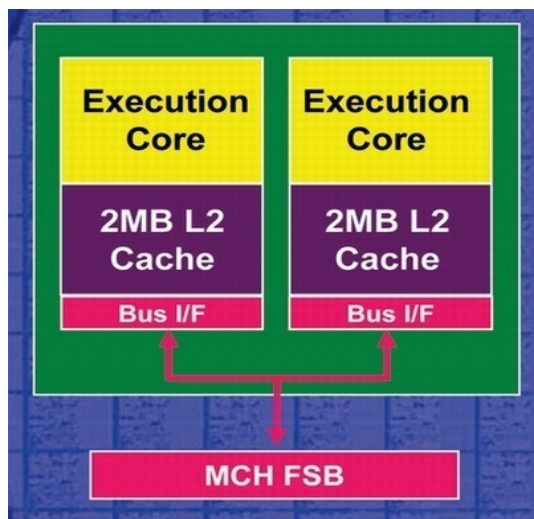 Execution
Core
Execution
Core
2MB L2
Cache
2MB L2
Cache
Bus I/F
Bus I/F
MCH FSB